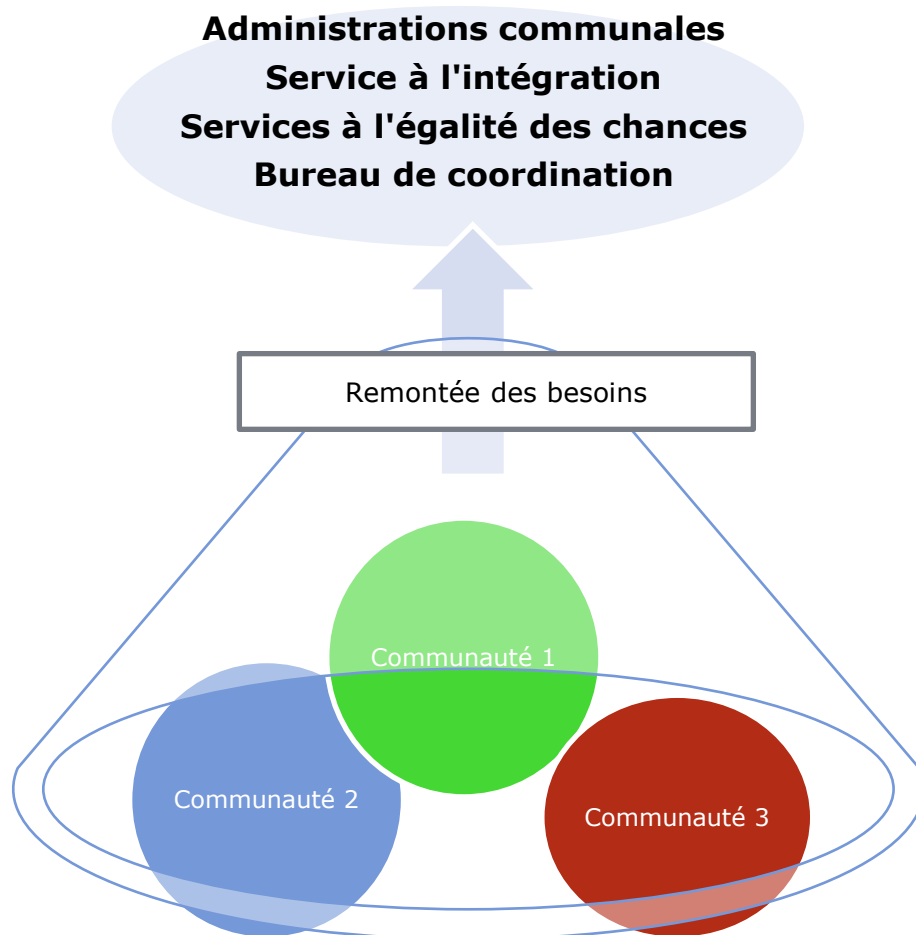 Administrations communales
Service à l'intégration
Services à l'égalité des chances
Bureau de coordination
Remontée des besoins
Communauté 1
Communauté 2
Communauté 3